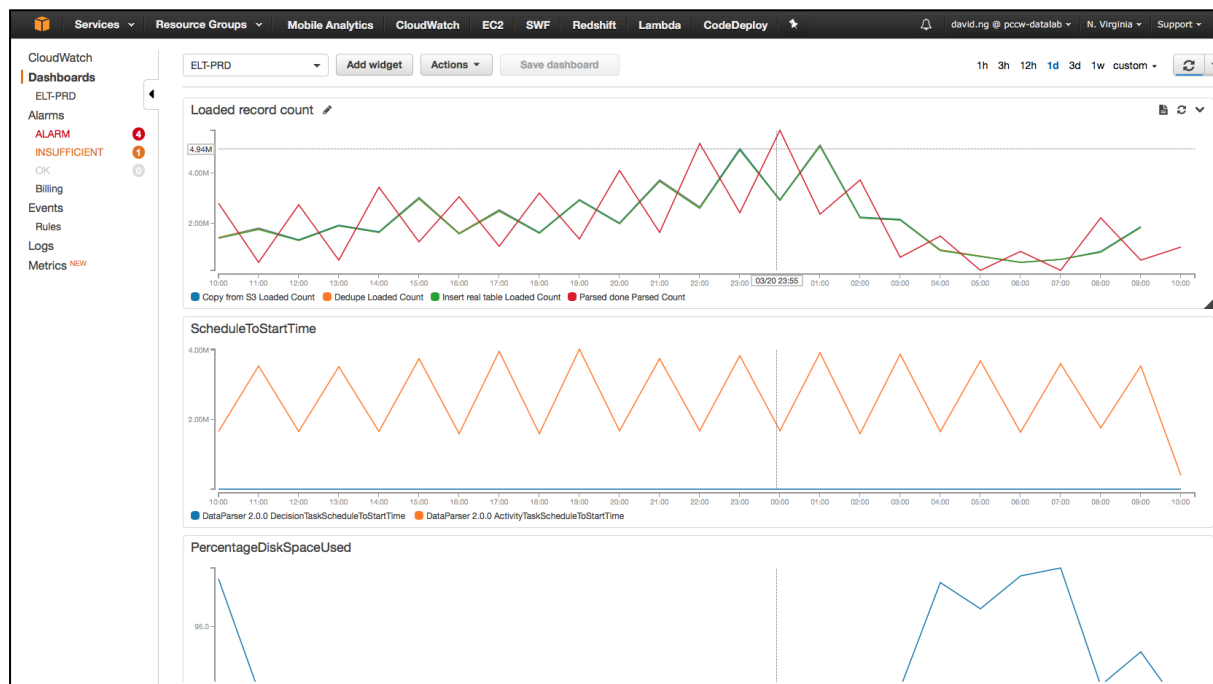 Services Resource Groups Mobile Analytics CloudWatch EC2 SWF Redshift Lambda CodeDeploy david.ng @ pccw-datalab N. Virginia Support
CloudWatch
Dashboards
ELT-PRD
Alarms
ALARM 4
INSUFFICIENT 1
OK 0
Billing
Events
Rules
Logs
Metrics NEW
ELT-PRD Add widget Actions Save dashboard 1h 3h 12h 1d 3d 1w custom
Loaded record count
4.94M
4.00M
2.00M
10:00 11:00 12:00 13:00 14:00 15:00 16:00 17:00 18:00 19:00 20:00 21:00 22:00 23:00 03/20 23:55 01:00 02:00 03:00 04:00 05:00 06:00 07:00 08:00 09:00 10:00
Copy from S3 Loaded Count Dedupe Loaded Count Insert real table Loaded Count Parsed done Parsed Count
ScheduleToStartTime
4.00M
2.00M
10:00 11:00 12:00 13:00 14:00 15:00 16:00 17:00 18:00 19:00 20:00 21:00 22:00 23:00 00:00 01:00 02:00 03:00 04:00 05:00 06:00 07:00 08:00 09:00 10:00
DataParser 2.0.0 DecisionTaskScheduleToStartTime DataParser 2.0.0 ActivityTaskScheduleToStartTime
PercentageDiskSpaceUsed
95.0